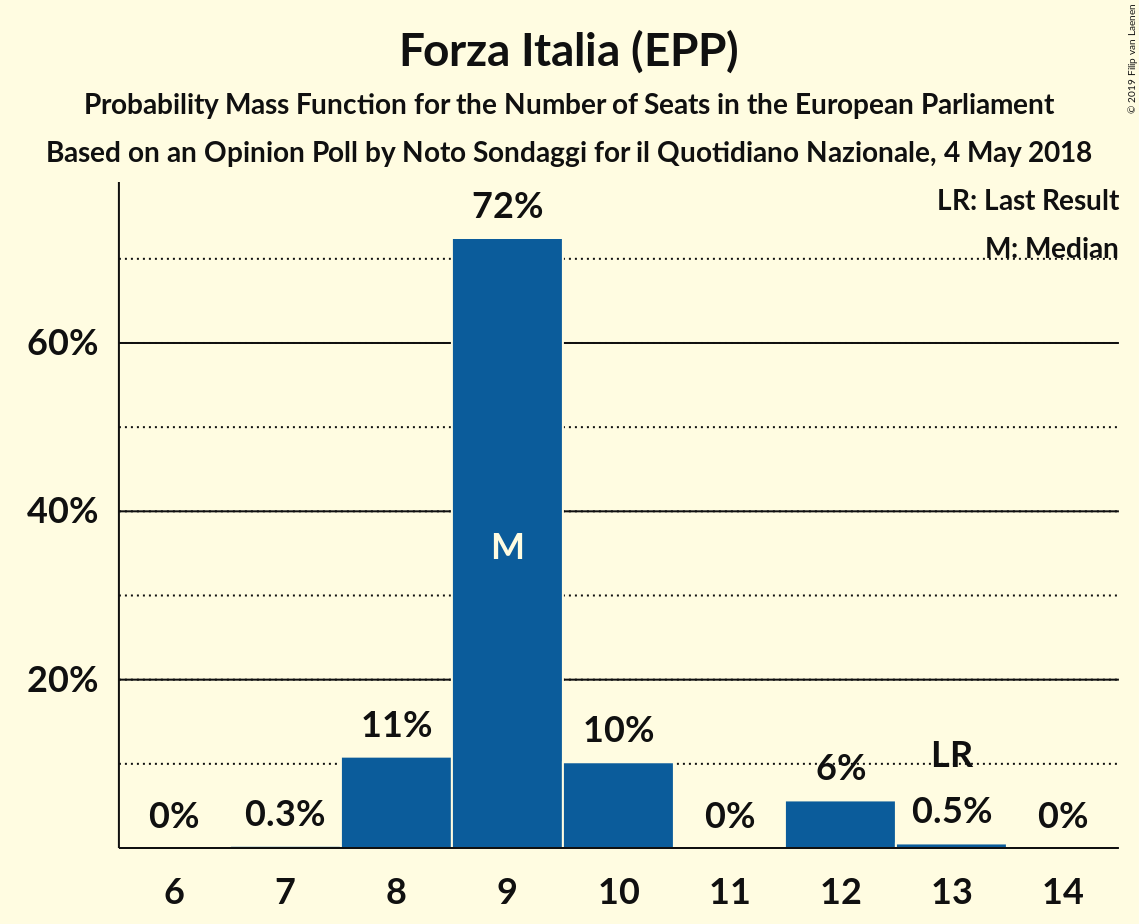 Forza Italia (EPP)
Probability Mass Function for the Number of Seats in the European Parliament
Based on an Opinion Poll by Noto Sondaggi for il Quotidiano Nazionale, 4 May 2018
© 2019 Filip van Laenen
LR: Last Result
M: Median
72%
60%
40%
M
20%
11%
10%
LR
6%
0%
0.3%
0%
0.5%
0%
6 7 8 9 10 11 12 13 14